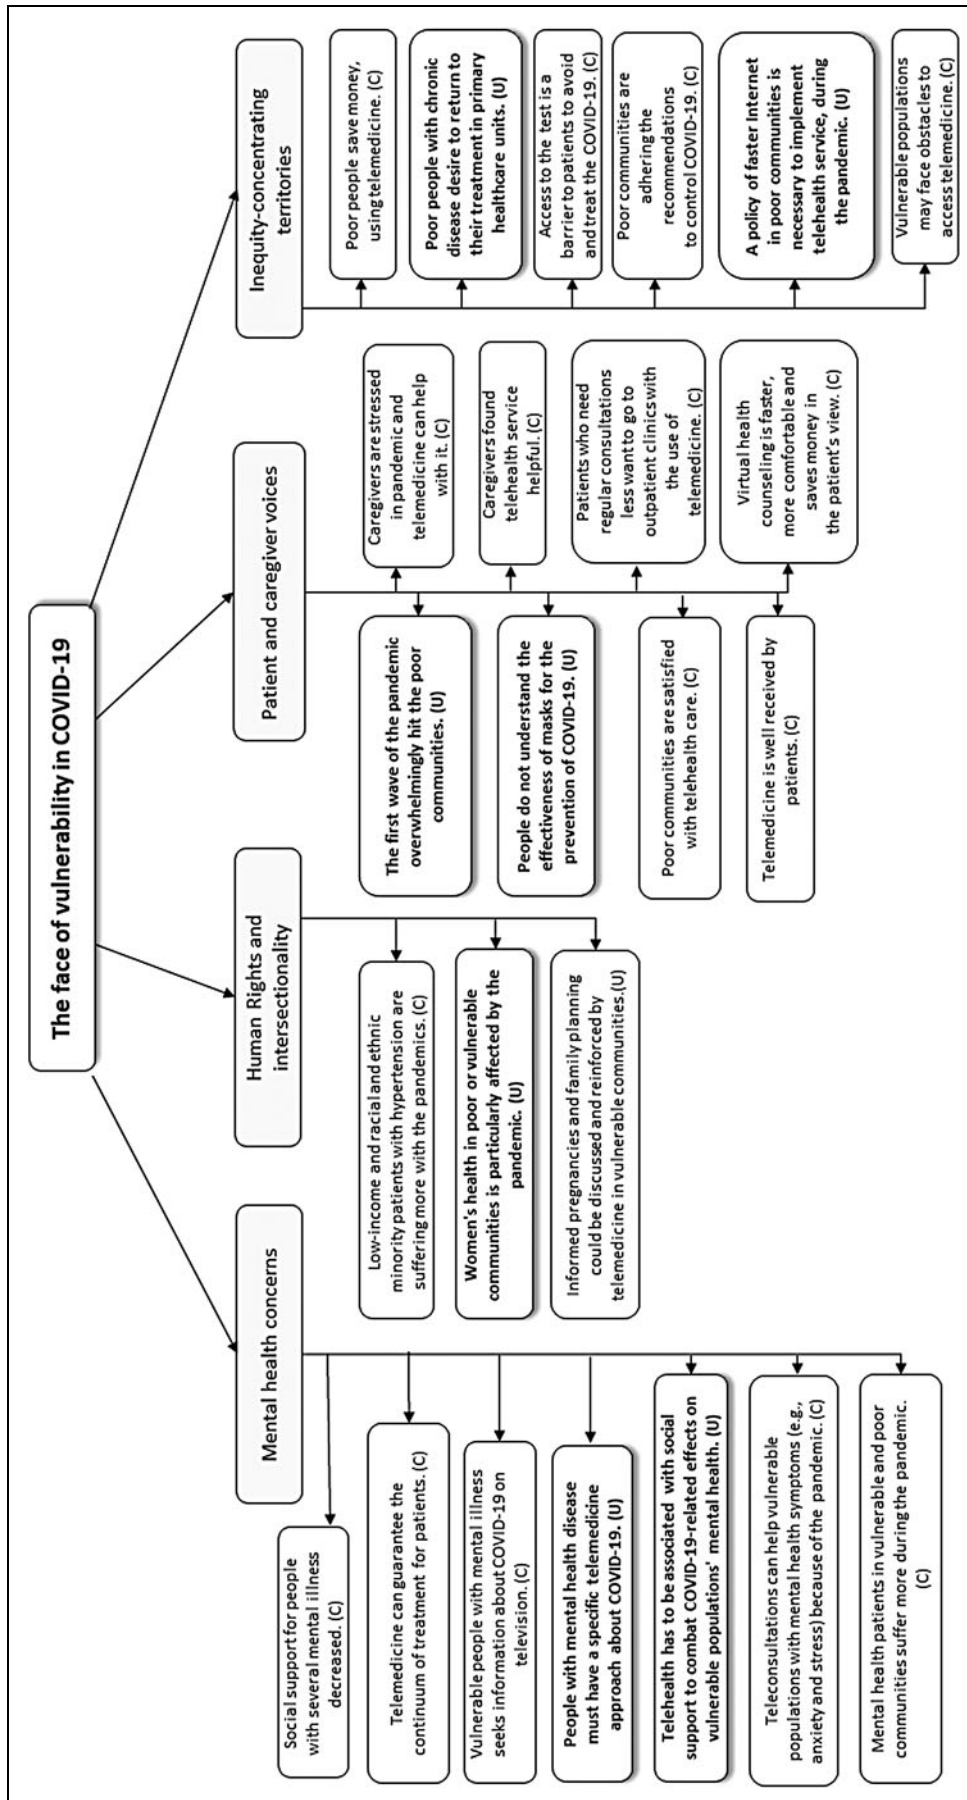 The face of vulnerability in COVID-19
Mental health concerns
Social support for people
with several mental illness
decreased. (C)
Telemedicine can guarantee the
continuum of treatment for patients. (C)
Vulnerable people with mental illness
seeks information about COVID-19 on
television. (C)
People with mental health disease
must have a specific telemedicine
approach about COVID-19. (U)
Telehealth has to be associated with social
support to combat COVID-19-related effects on
vulnerable populations' mental health. (U)
Teleconsultations can help vulnerable
populations with mental health symptoms (e.g.,
anxiety and stress) because of the pandemic. (C)
Mental health patients in vulnerable and poor
communities suffer more during the pandemic.
(C)
Human Rights and
intersectionality
Low-income and racial and ethnic
minority patients with hypertension are
suffering more with the pandemics. (C)
Women's health in poor or vulnerable
communities is particularly affected by the
pandemic. (U)
Informed pregnancies and family planning
could be discussed and reinforced by
telemedicine in vulnerable communities.(U)
Patient and caregiver voices
The first wave of the pandemic
overwhelmingly hit the poor
communities. (U)
People do not understand the
effectiveness of masks for the
prevention of COVID-19. (U)
Poor communities are satisfied
with telehealth care. (C)
Telemedicine is well received by
patients. (C)
Caregivers are stressed
in pandemic and
telemedicine can help
with it. (C)
Caregivers found
telehealth service
helpful. (C)
Patients who need
regular consultations
less want to go to
outpatient clinics with
the use of
telemedicine. (C)
Virtual health
counseling is faster,
more comfortable and
saves money in
the patient's view. (C)
Inequity-concentrating
territories
Poor people save money,
using telemedicine. (C)
Poor people with chronic
disease desire to return to
their treatment in primary
healthcare units. (U)
Access to the test is a
barrier to patients to avoid
and treat the COVID-19. (C)
Poor communities are
adhering the
recommendations
to control COVID-19. (C)
A policy of faster Internet
in poor communities is
necessary to implement
telehealth service, during
the pandemic. (U)
Vulnerable populations
may face obstacles to
access telemedicine. (C)